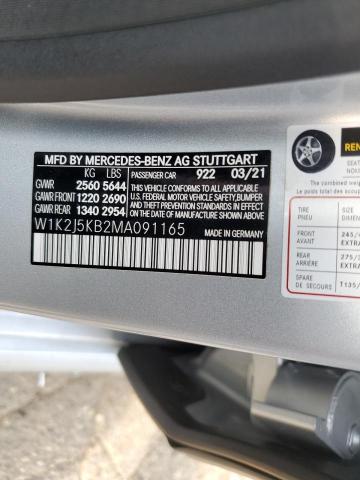 MFD BY MERCEDES-BENZ AG STUTTGART
KG LBS PASSENGER CAR 922 03/21
GVWR 2560 5644
GAWR FRONT 1220 2690
GAWR REAR 1340 2954
THIS VEHICLE CONFORMS TO ALL APPLICABLE
U.S. FEDERAL MOTOR VEHICLE SAFETY, BUMPER,
AND THEFT PREVENTION STANDARDS IN EFFECT ON
THE DATE OF MANUFACTURE SHOWN ABOVE.
W1K2J5KB2MA091165
MADE IN GERMANY
The combined
TIRE
PNEU
FRONT
AVANT
REAR
ARRIÈRE
SPARE
DE SECOURS